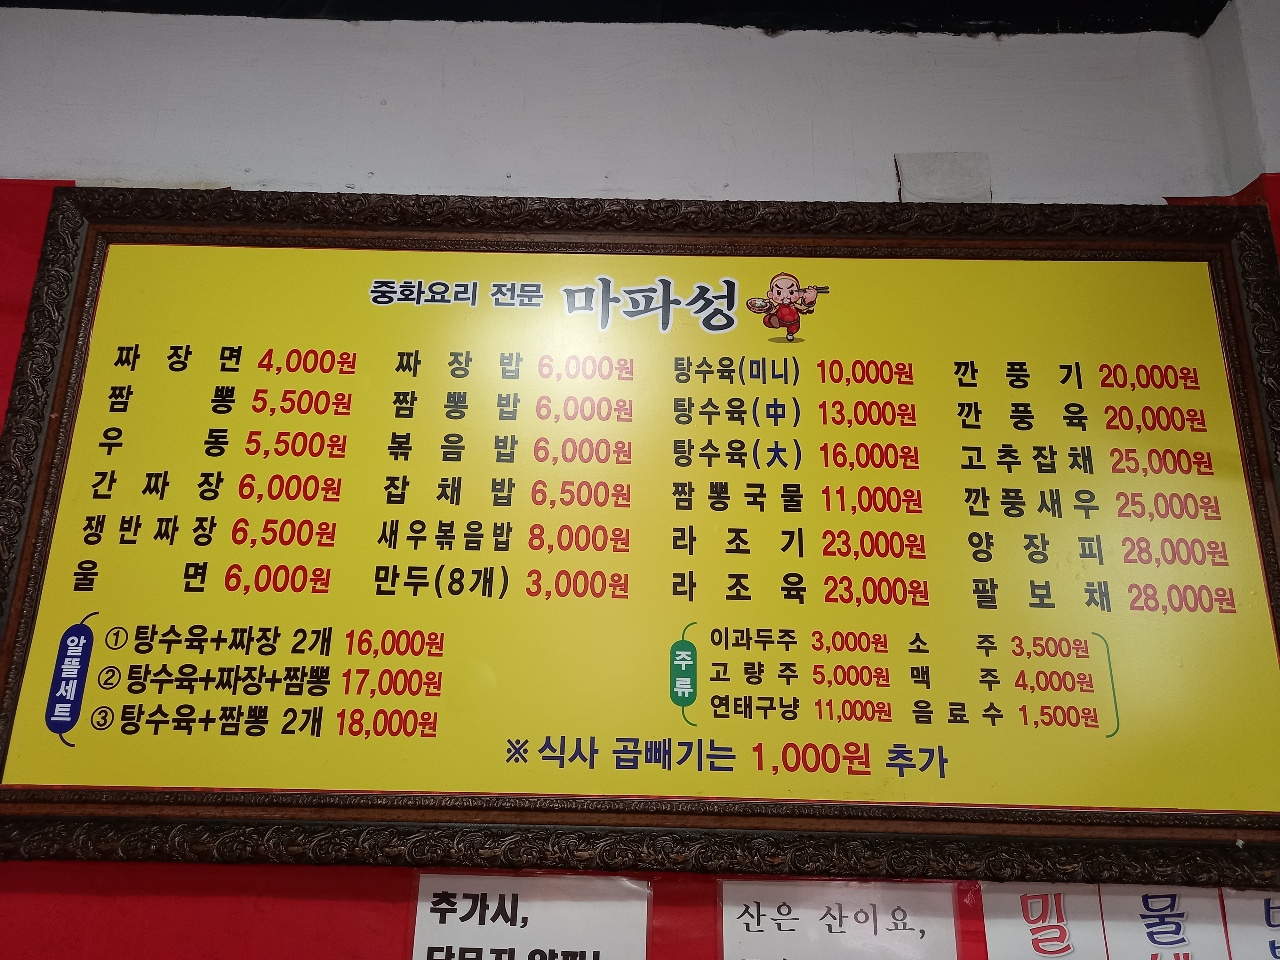 중화요리 전문 마파성
짜장면 4,000원 짜장밥 6,000원 탕수육(미니) 10,000원 깐풍기 20,000원
짬뽕 5,500원 짬뽕밥 6,000원 탕수육(中) 13,000원 깐풍육 20,000원
우동 5,500원 볶음밥 6,000원 탕수육(大) 16,000원 고추잡채 25,000원
간짜장 6,000원 잡채밥 6,500원 짬뽕국물 11,000원 깐풍새우 25,000원
쟁반짜장 6,500원 새우볶음밥 8,000원 라조기 23,000원 양장피 28,000원
울면 6,000원 만두(8개) 3,000원 라조육 23,000원 팔보채 28,000원
알뜰세트
① 탕수육+짜장 2개 16,000원
② 탕수육+짜장+짬뽕 17,000원
③ 탕수육+짬뽕 2개 18,000원
주류
이과두주 3,000원 소주 3,500원
고량주 5,000원 맥주 4,000원
연태구냥 11,000원 음료수 1,500원
※ 식사 곱빼기는 1,000원 추가
추가시,
산은 산이요,
밀
물